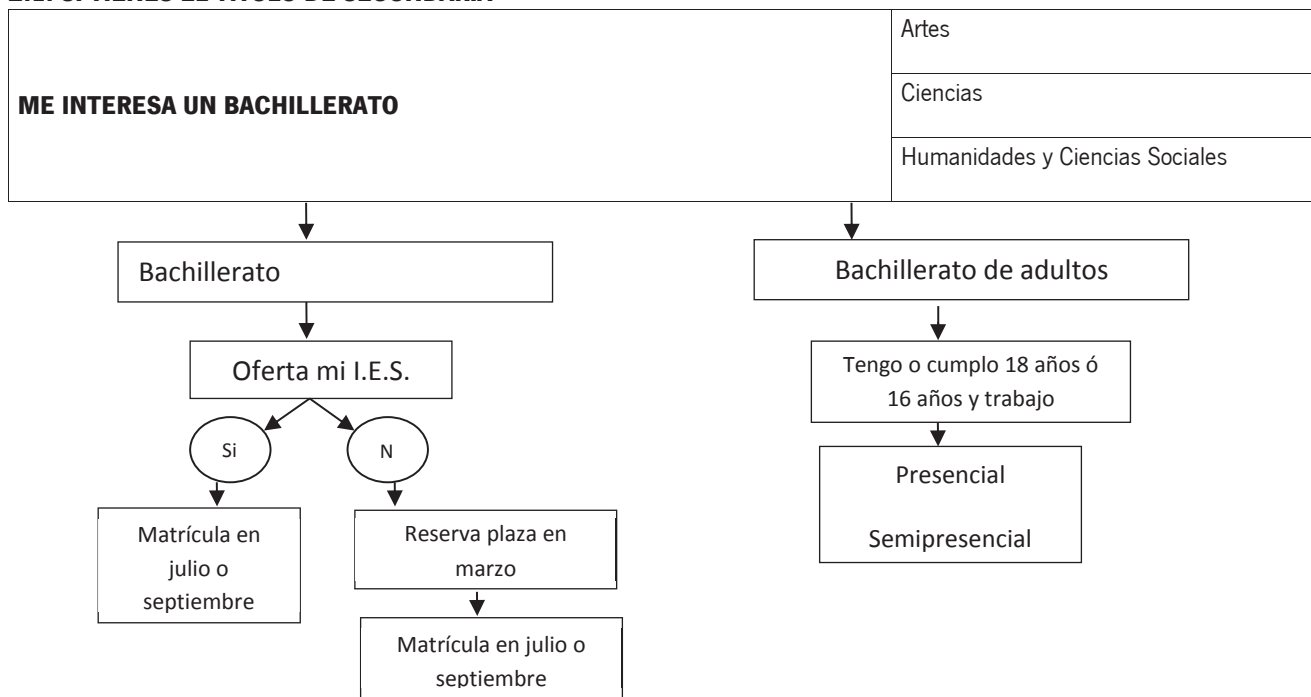 ME INTERESA UN BACHILLERATO
Artes
Ciencias
Humanidades y Ciencias Sociales
Bachillerato
Bachillerato de adultos
Oferta mi I.E.S.
Tengo o cumplo 18 años ó
16 años y trabajo
Si
N
Presencial
Semipresencial
Matrícula en
julio o
septiembre
Reserva plaza en
marzo
Matrícula en julio o
septiembre